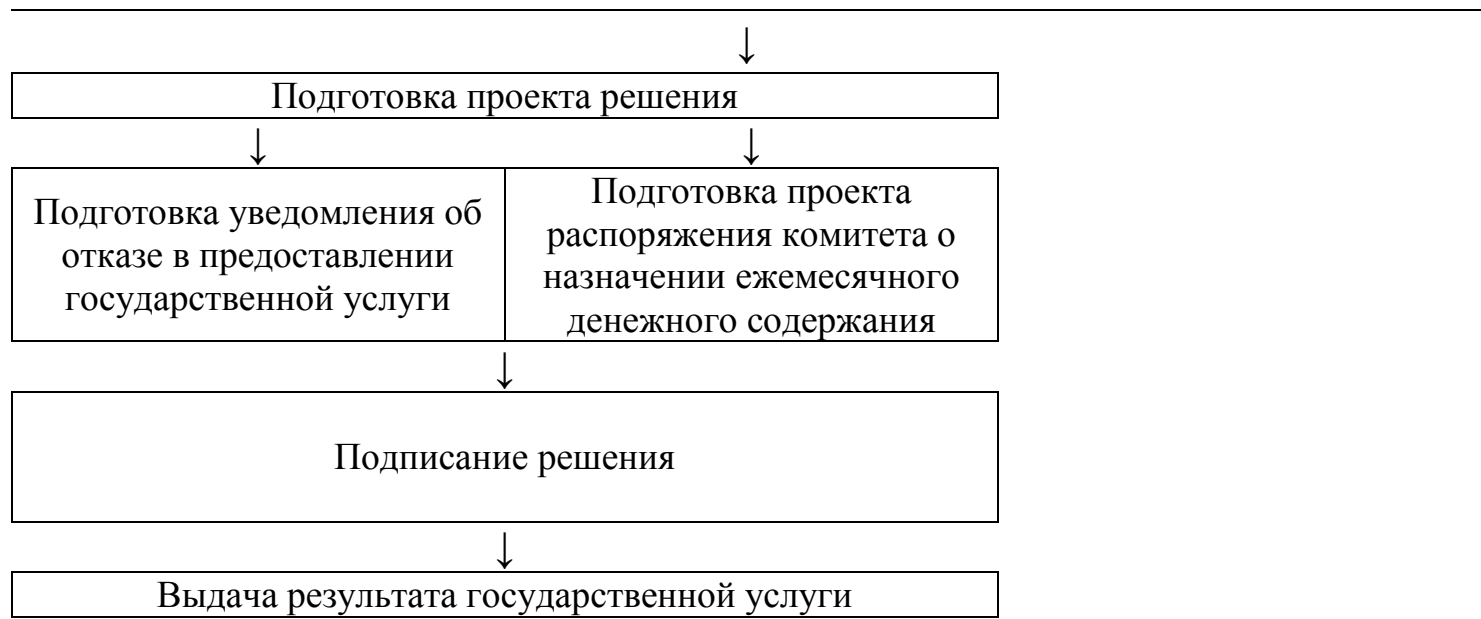 ↓
Подготовка проекта решения
↓ ↓
Подготовка уведомления об
отказе в предоставлении
государственной услуги
Подготовка проекта
распоряжения комитета о
назначении ежемесячного
денежного содержания
↓
Подписание решения
↓
Выдача результата государственной услуги